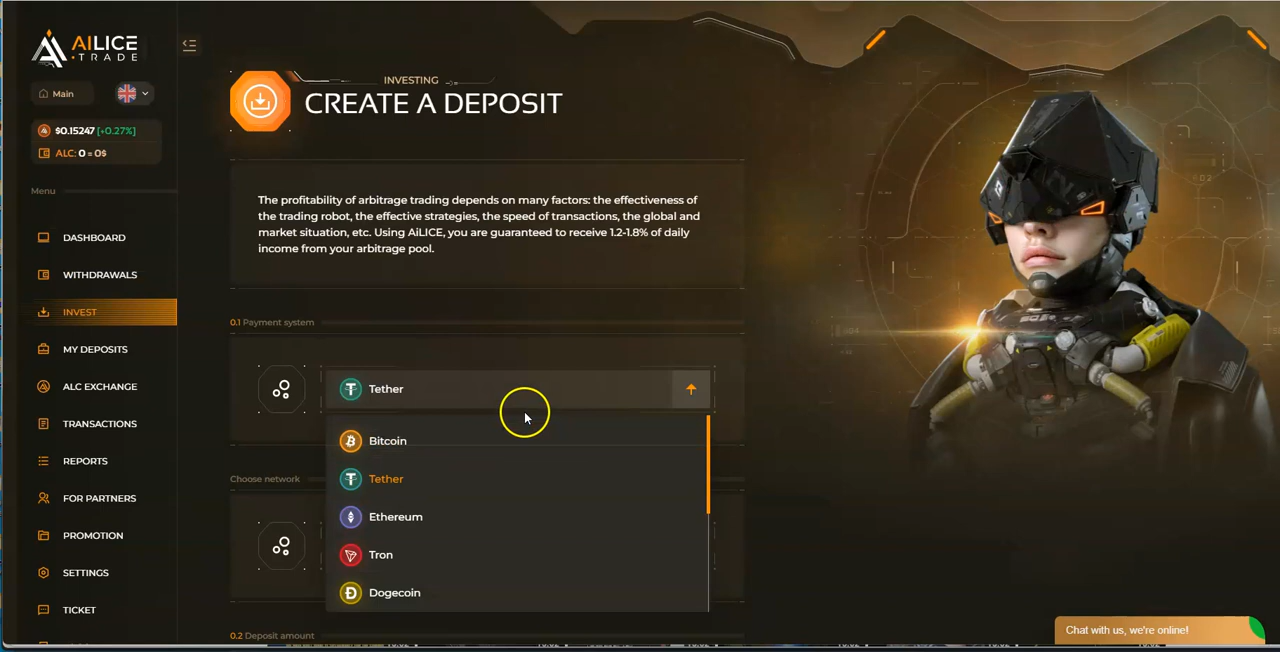 AILICE
TRADE
Main
$0.15247 [+0.27%]
ALC: 0 = 0$
Menu
DASHBOARD
WITHDRAWALS
INVEST
MY DEPOSITS
ALC EXCHANGE
TRANSACTIONS
REPORTS
FOR PARTNERS
PROMOTION
SETTINGS
TICKET
INVESTING
CREATE A DEPOSIT
The profitability of arbitrage trading depends on many factors: the effectiveness of
the trading robot, the effective strategies, the speed of transactions, the global and
market situation, etc. Using AiLICE, you are guaranteed to receive 1.2-1.8% of daily
income from your arbitrage pool.
0.1 Payment system
Tether
Bitcoin
Tether
Ethereum
Tron
Dogecoin
Choose network
0.2 Deposit amount
Chat with us, we're online!